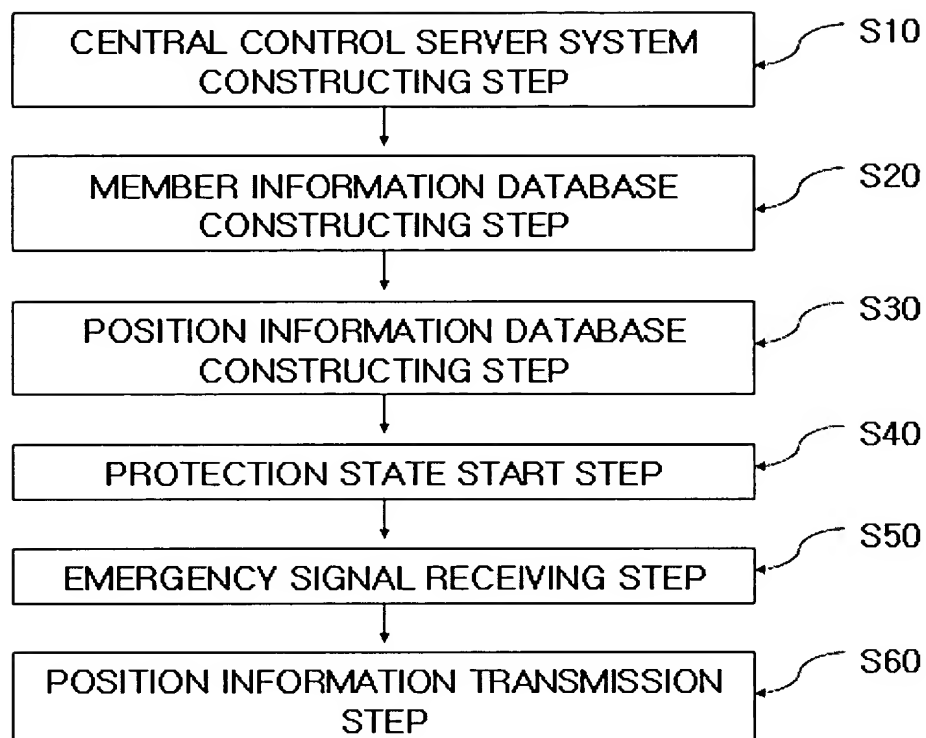 CENTRAL CONTROL SERVER SYSTEM
CONSTRUCTING STEP
S10
MEMBER INFORMATION DATABASE
CONSTRUCTING STEP
S20
POSITION INFORMATION DATABASE
CONSTRUCTING STEP
S30
PROTECTION STATE START STEP
S40
EMERGENCY SIGNAL RECEIVING STEP
S50
POSITION INFORMATION TRANSMISSION
STEP
S60